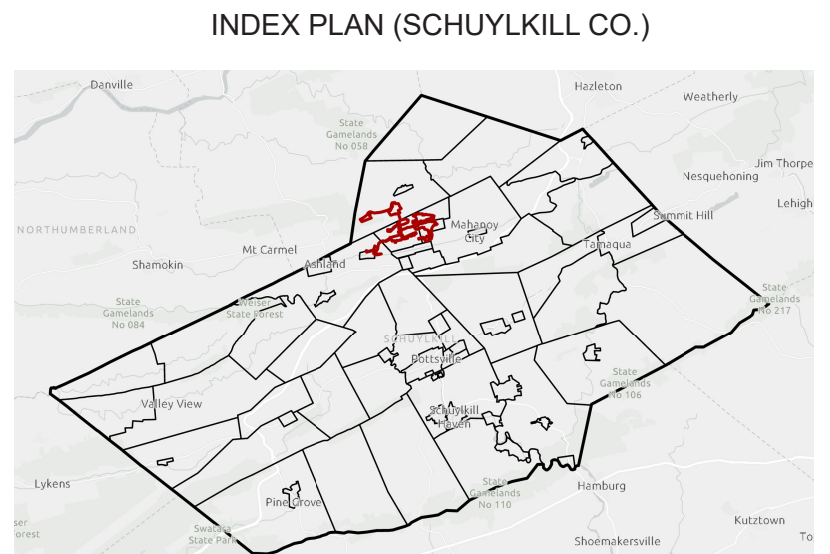 INDEX PLAN (SCHUYLKILL CO.)
Danville
Hazleton
Weatherly
State
Gamelands
No 058
Jim Thorpe
Nesquehoning
Lehigh
Summit Hill
NORTHUMBERLAND
Mahanoy
City
Tamaqua
Mt Carmel
Shamokin
Ashland
State
Gamelands
No 084
Weiser
State Forest
State
Gamelands
No 217
SCHUYLKILL
Pottsville
State
Gamelands
No 106
Valley View
Schuylkill
Haven
Lykens
State
Gamelands
No 110
Hamburg
Pine Grove
ser
orest
Swatara
State Park
Kutztown
To
Shoemakersville